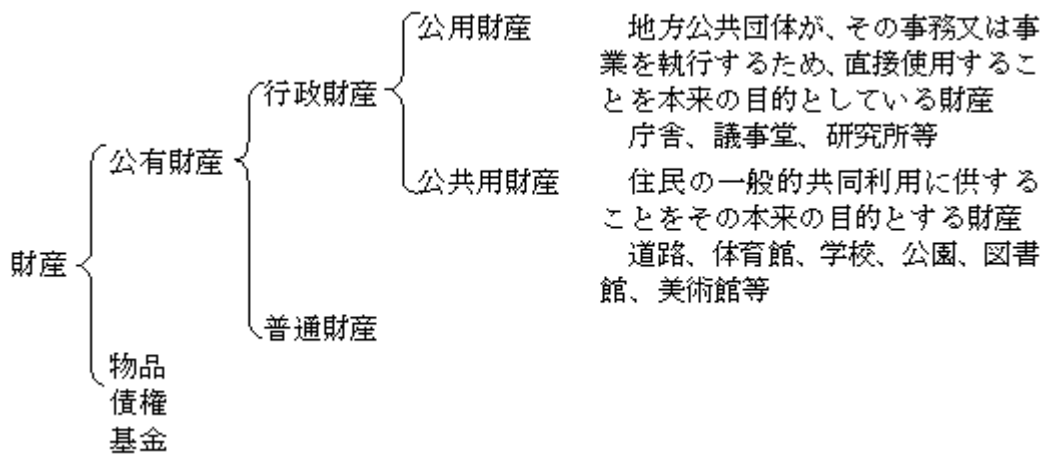 公用財産
地方公共団体が、その事務又は事
業を執行するため、直接使用するこ
とを本来の目的としている財産
庁舎、議事堂、研究所等
行政財産
公有財産
公共用財産
住民の一般的共同利用に供する
ことをその本来の目的とする財産
道路、体育館、学校、公園、図書
館、美術館等
財産
普通財産
物品
債権
基金